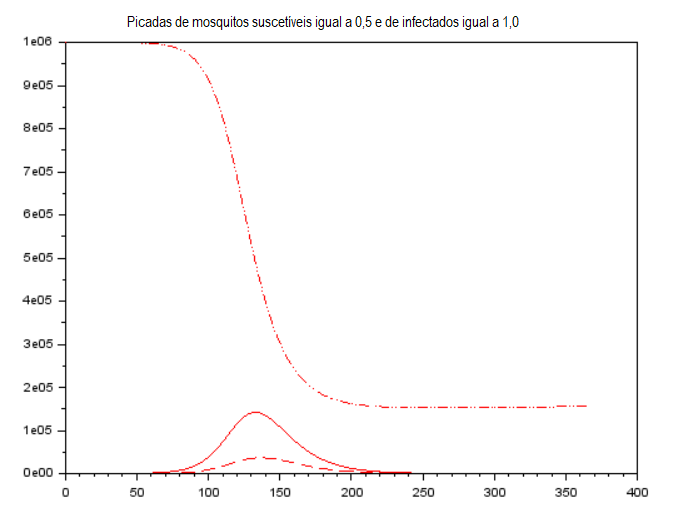 Picadas de mosquitos suscetíveis igual a 0,5 e de infectados igual a 1,0
1e06
9e05
8e05
7e05
6e05
5e05
4e05
3e05
2e05
1e05
0e00
0 50 100 150 200 250 300 350 400